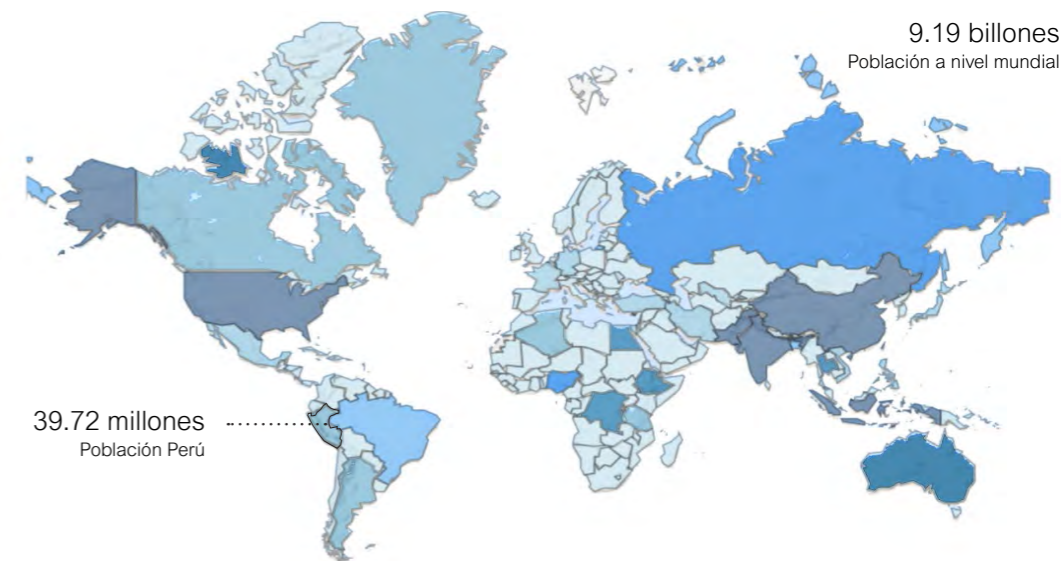 9.19 billones
Población a nivel mundial
39.72 millones
Población Perú